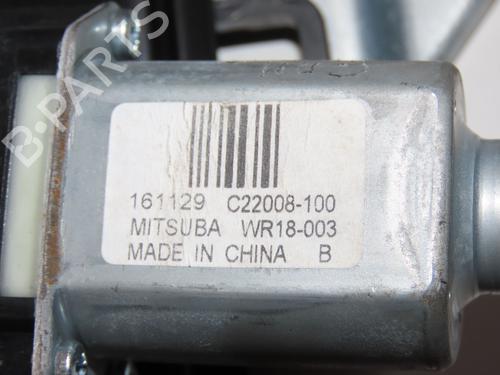 B-PARTS
161129 C22008-100
MITSUBA WR18-003
MADE IN CHINA B